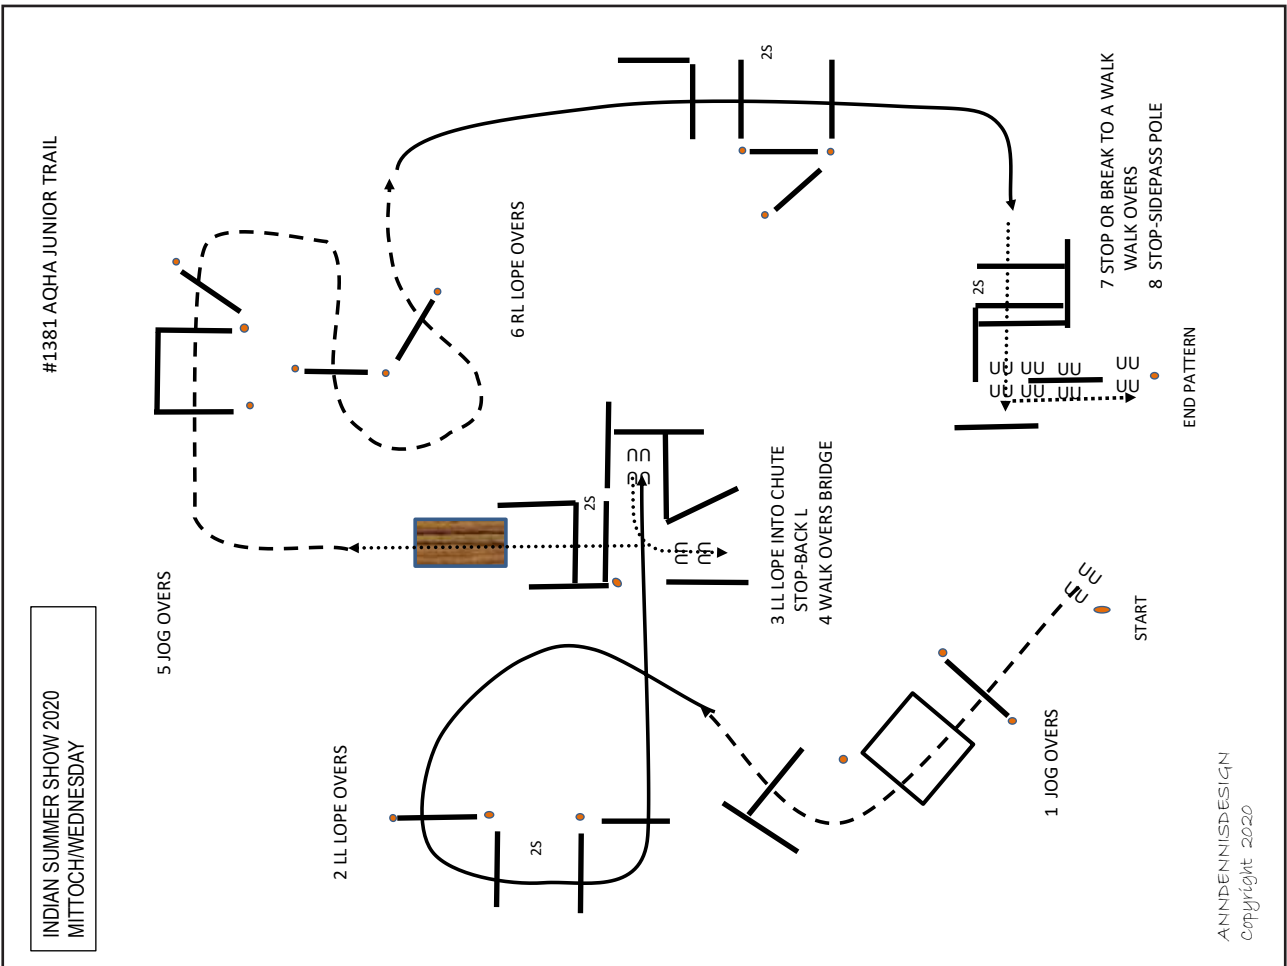 INDIAN SUMMER SHOW 2020
MITTOCH/WEDNESDAY
#1381 AQHA JUNIOR TRAIL
5 JOG OVERS
2 LL LOPE OVERS
2S
2S
3 LL LOPE INTO CHUTE
STOP-BACK L
4 WALK OVERS BRIDGE
6 RL LOPE OVERS
2S
2S
7 STOP OR BREAK TO A WALK
WALK OVERS
8 STOP-SIDEPASS POLE
END PATTERN
START
1 JOG OVERS
ANNDENNISDESIGN
Copyright 2020